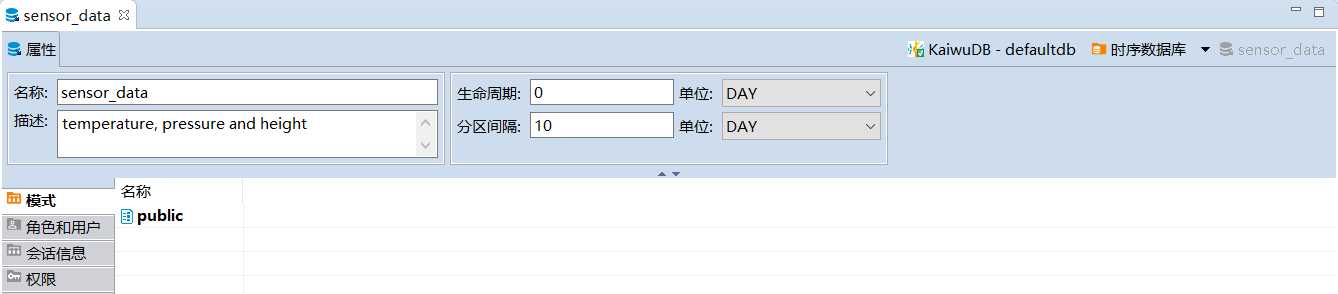 sensor_data
属性
KaiwuDB - defaultdb 时序数据库 sensor_data
名称: sensor_data
描述: temperature, pressure and height
生命周期: 0 单位: DAY
分区间隔: 10 单位: DAY
模式
角色和用户
会话信息
权限
名称
public